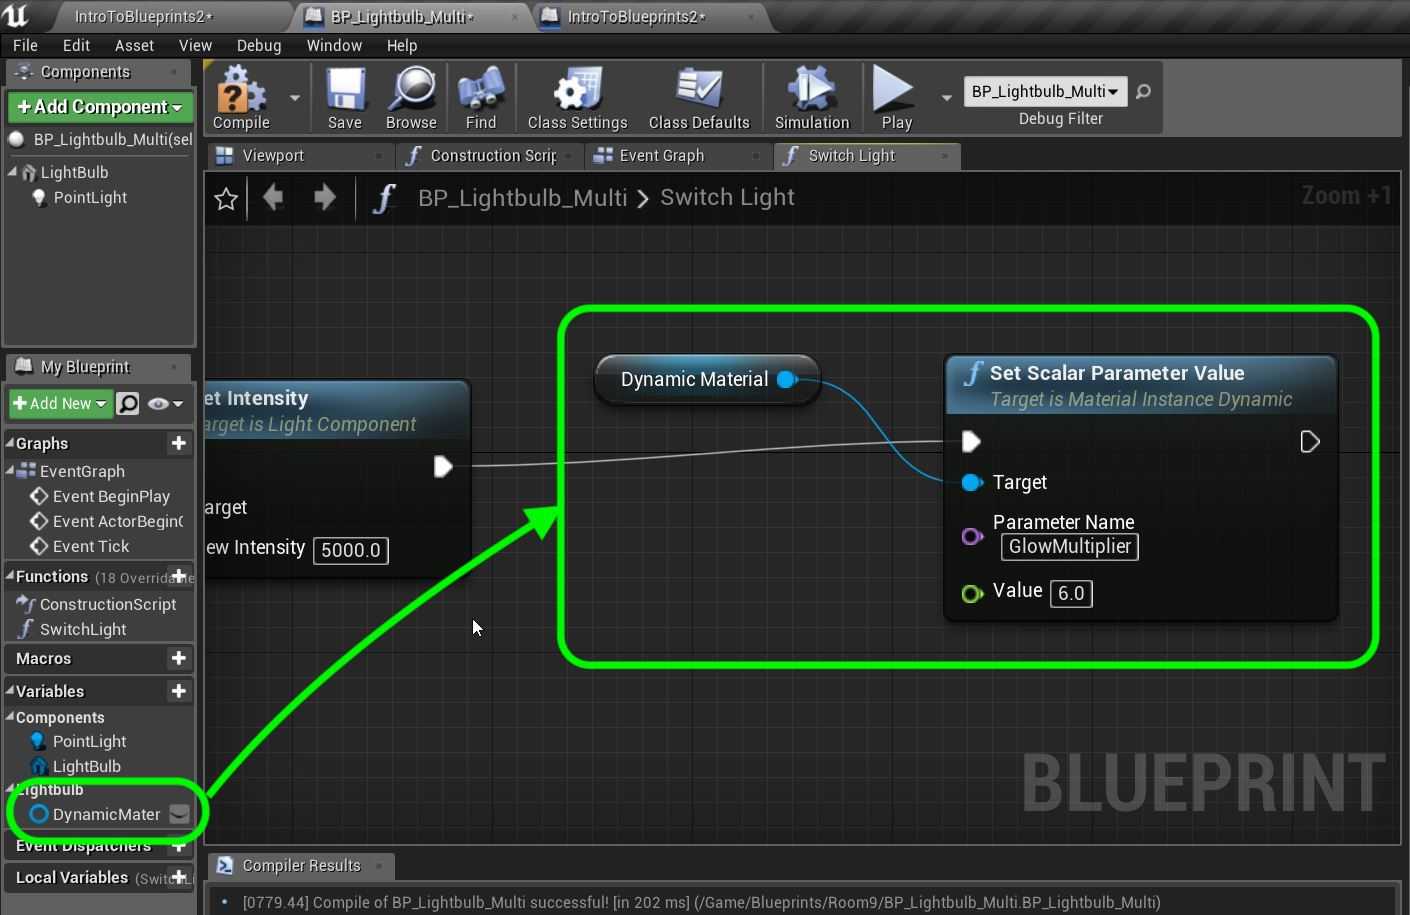 IntroToBlueprints2*
BP_Lightbulb_Multi*
IntroToBlueprints2*
File Edit Asset View Debug Window Help
Components
+Add Component
BP_Lightbulb_Multi(sel
LightBulb
PointLight
Compile
Save
Browse
Find
Class Settings
Class Defaults
Simulation
Play
BP_Lightbulb_Multi
Debug Filter
Viewport
Construction Scrip
Event Graph
Switch Light
BP_Lightbulb_Multi > Switch Light
Zoom +1
My Blueprint
+Add New
Graphs
EventGraph
Event BeginPlay
Event ActorBeginO
Event Tick
Functions (18 Overridable
ConstructionScript
SwitchLight
Macros
Variables
Components
PointLight
LightBulb
Lightbulb
DynamicMater
Event Dispatchers
Local Variables (SwitchLi
et Intensity
arget is Light Component
arget
ew Intensity 5000.0
Dynamic Material
Set Scalar Parameter Value
Target is Material Instance Dynamic
Target
Parameter Name
GlowMultiplier
Value 6.0
BLUEPRINT
Compiler Results
• [0779.44] Compile of BP_Lightbulb_Multi successful! [in 202 ms] (/Game/Blueprints/Room9/BP_Lightbulb_Multi.BP_Lightbulb_Multi)